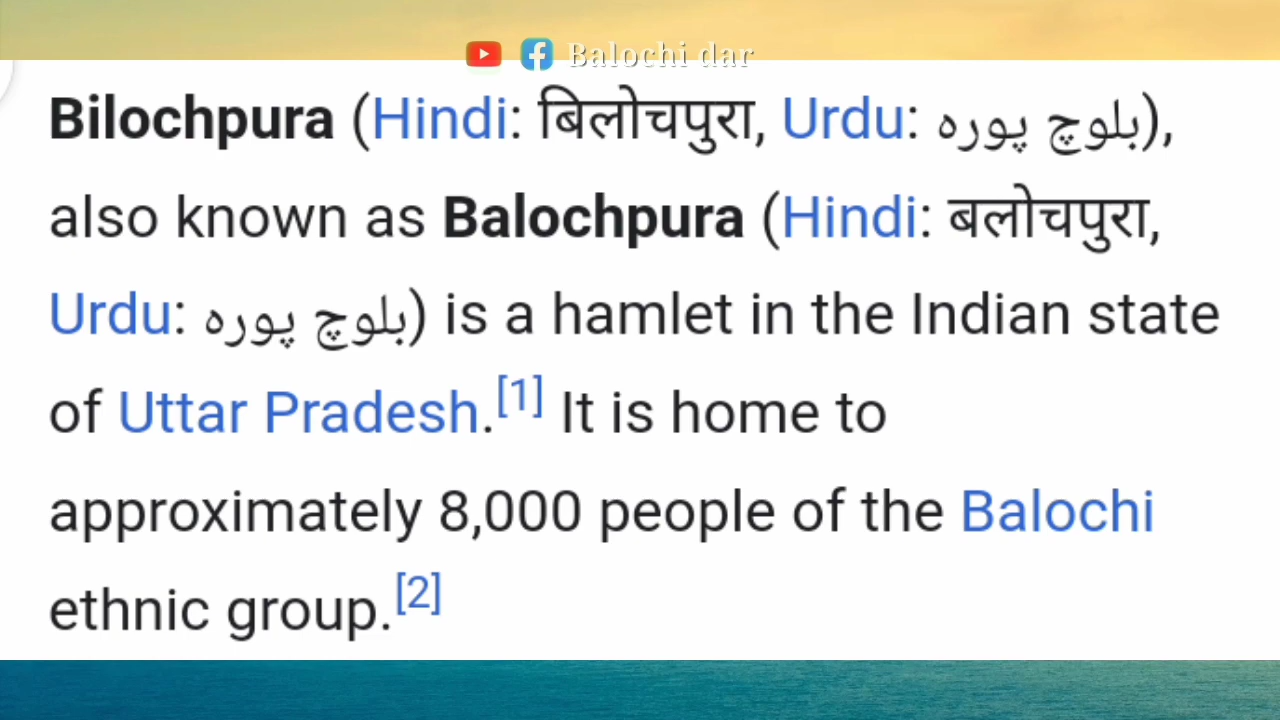 Balochi dar
Bilochpura (Hindi: बिलोचपुरा, Urdu: بلوچ پورہ),
also known as Balochpura (Hindi: बलोचपुरा,
Urdu: بلوچ پورہ) is a hamlet in the Indian state
of Uttar Pradesh.[1] It is home to
approximately 8,000 people of the Balochi
ethnic group.[2]